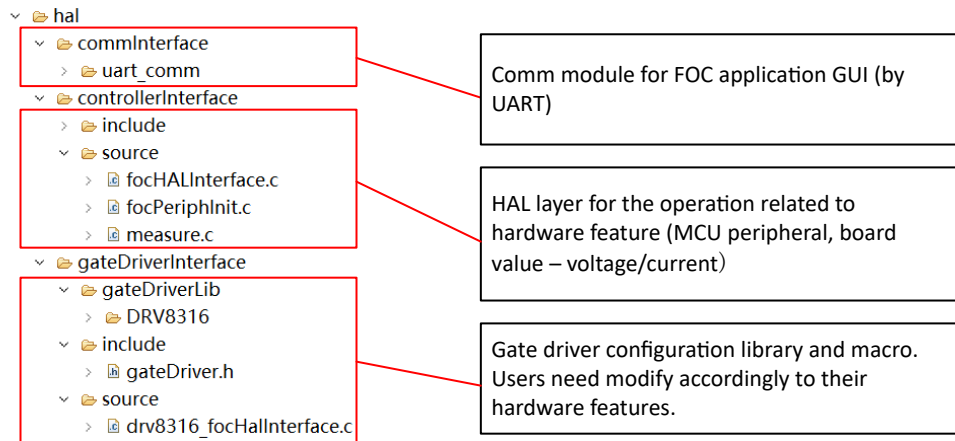 hal
commInterface
uart_comm
controllerInterface
include
source
focHALInterface.c
focPeriphInit.c
measure.c
gateDriverInterface
gateDriverLib
DRV8316
include
gateDriver.h
source
drv8316_focHalInterface.c
Comm module for FOC application GUI (by
UART)
HAL layer for the operation related to
hardware feature (MCU peripheral, board
value – voltage/current）
Gate driver configuration library and macro.
Users need modify accordingly to their
hardware features.